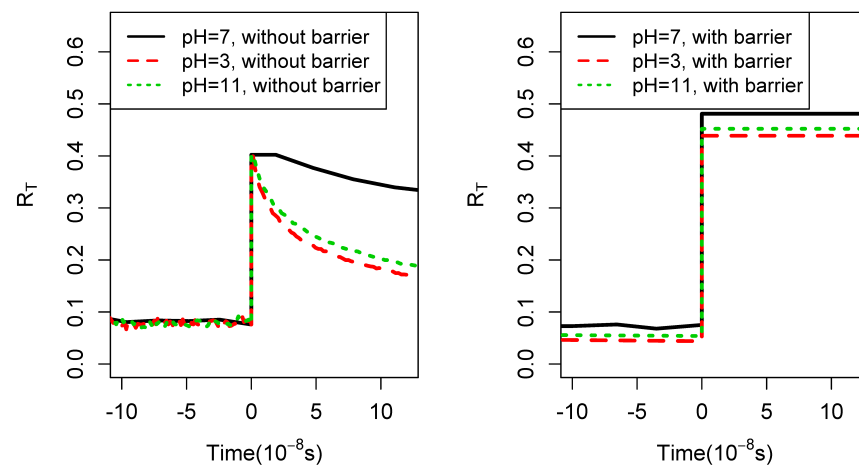 pH=7, without barrier
pH=3, without barrier
pH=11, without barrier
0.0 0.1 0.2 0.3 0.4 0.5 0.6
R_T
-10 -5 0 5 10
Time(10⁻⁸s)
pH=7, with barrier
pH=3, with barrier
pH=11, with barrier
0.0 0.1 0.2 0.3 0.4 0.5 0.6
R_T
-10 -5 0 5 10
Time(10⁻⁸s)